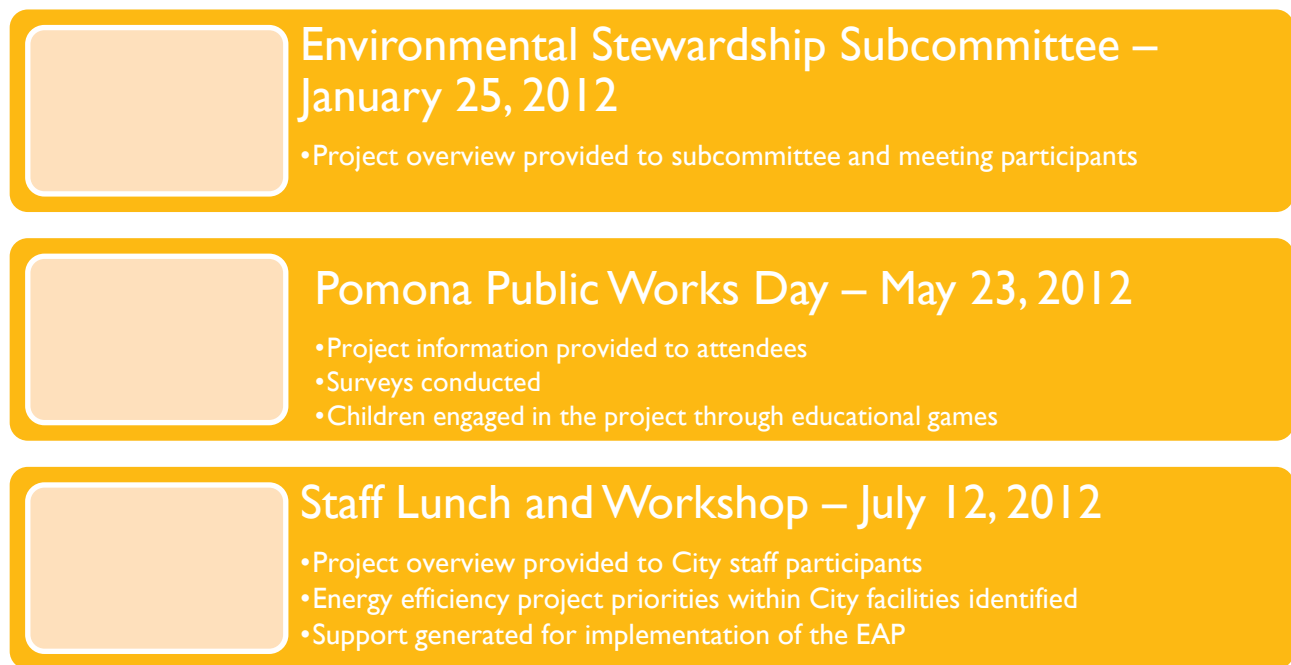 Environmental Stewardship Subcommittee –
January 25, 2012
•Project overview provided to subcommittee and meeting participants
Pomona Public Works Day – May 23, 2012
•Project information provided to attendees
•Surveys conducted
•Children engaged in the project through educational games
Staff Lunch and Workshop – July 12, 2012
•Project overview provided to City staff participants
•Energy efficiency project priorities within City facilities identified
•Support generated for implementation of the EAP